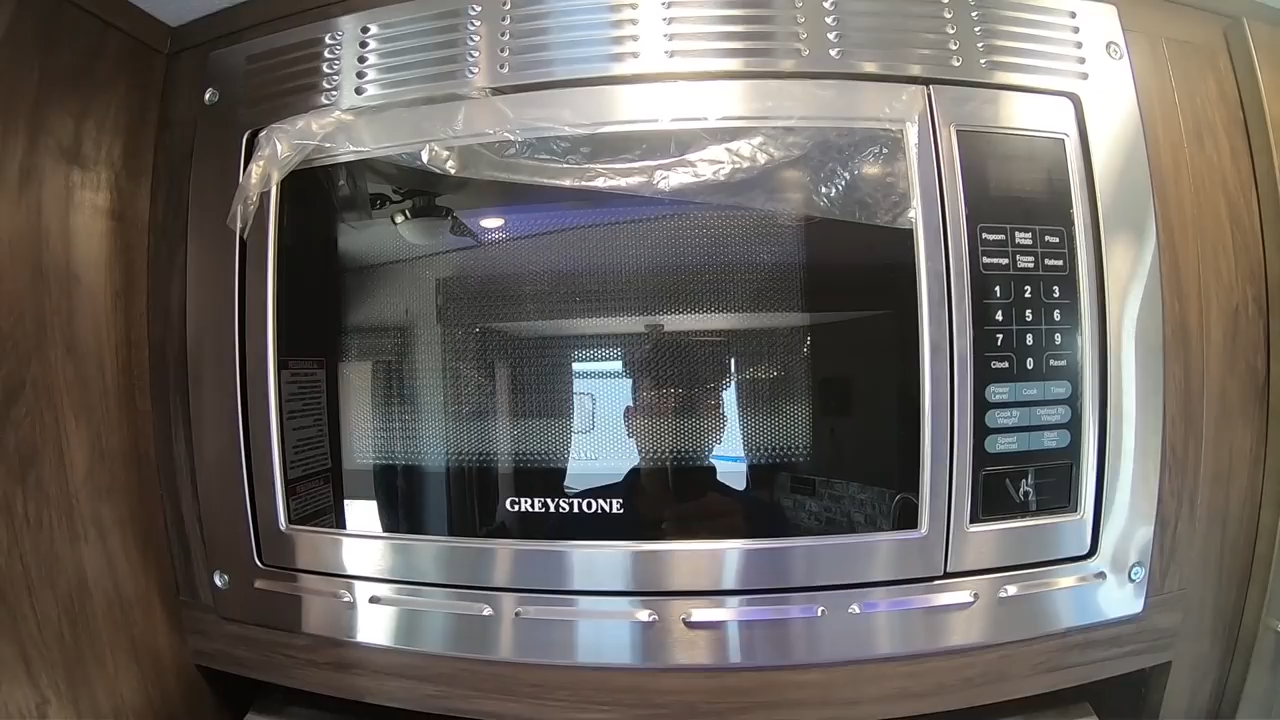 Popcorn
Baked Potato
Pizza
Beverage
Frozen Dinner
Reheat
1 2 3
4 5 6
7 8 9
Clock 0 Reset
Power Level
Cook
Timer
Cook By Weight
Defrost By Weight
Speed Defrost
Start Stop
GREYSTONE